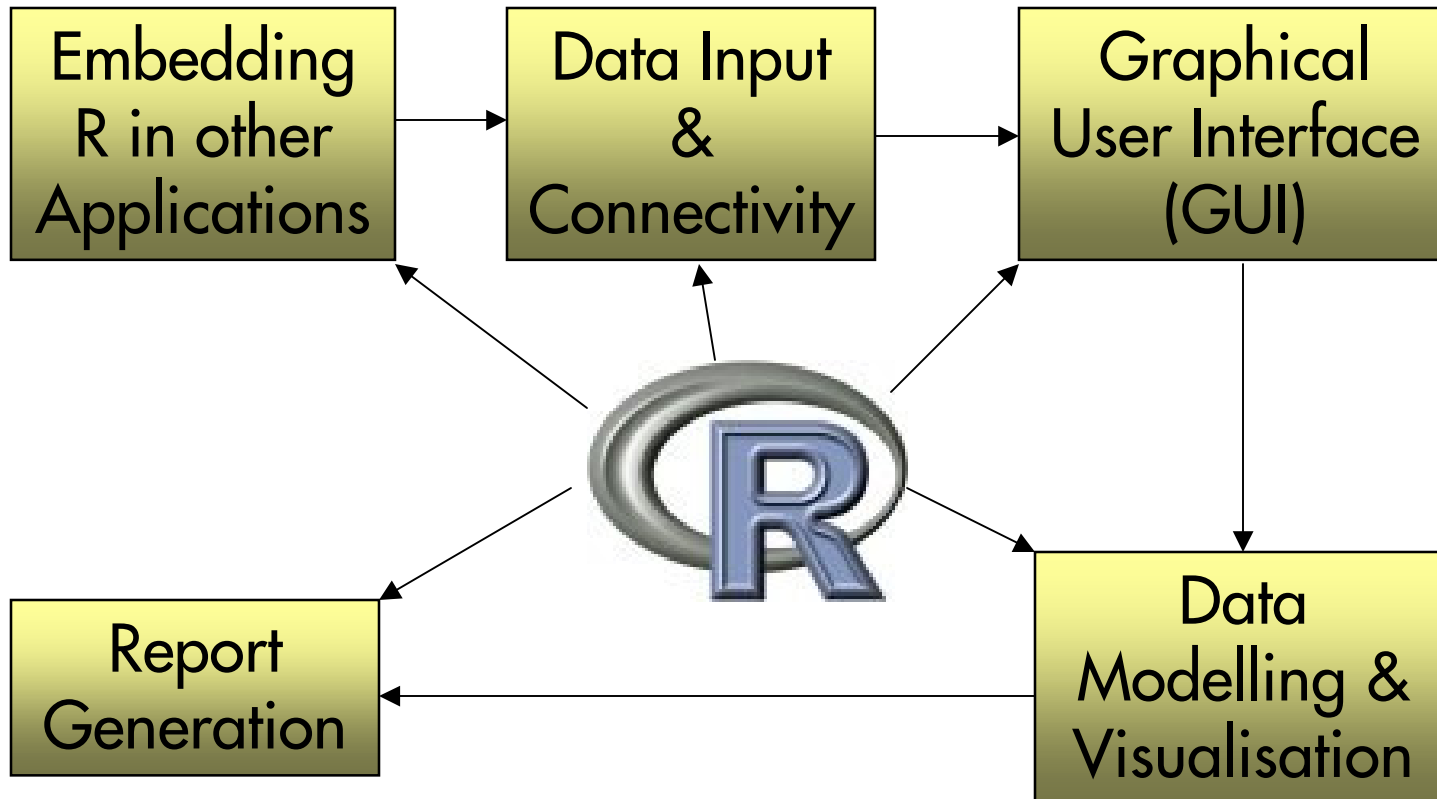 Embedding
R in other
Applications
Data Input
&
Connectivity
Graphical
User Interface
(GUI)
R
Report
Generation
Data
Modelling &
Visualisation